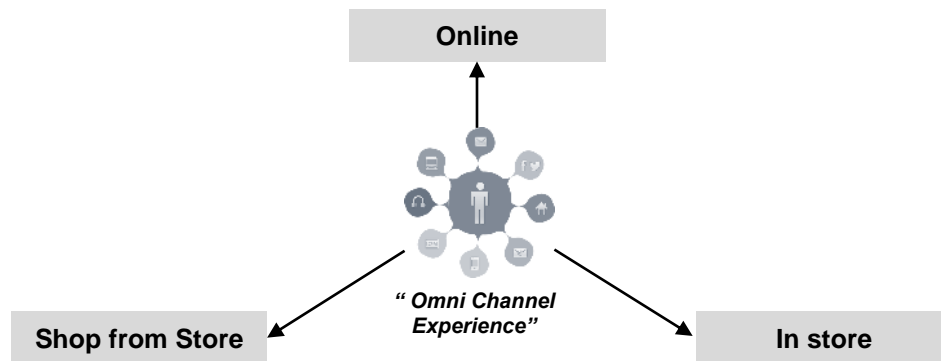 Online
“ Omni Channel
Experience”
Shop from Store
In store